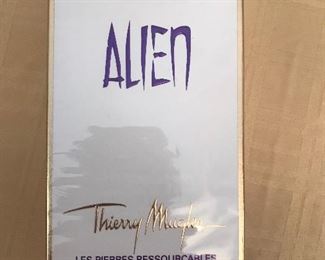 ALIEN
Thierry Mugler
LES PIERRES RESSOURCABLES